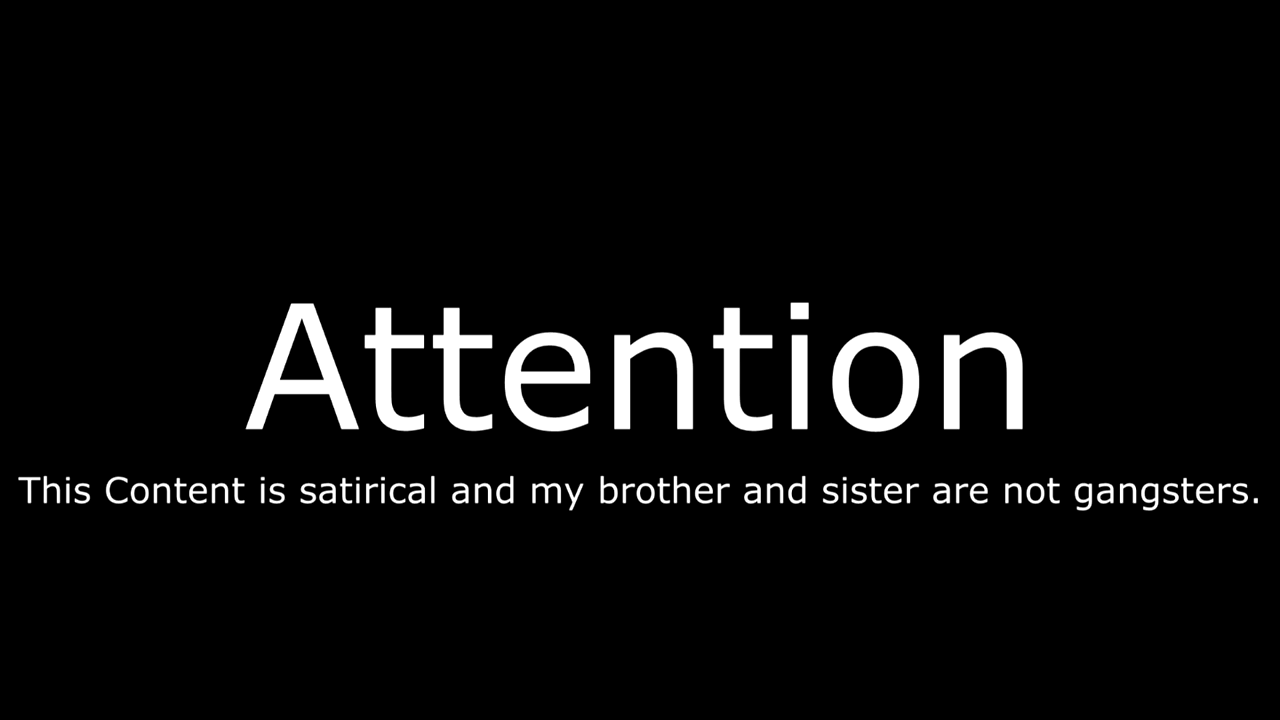 Attention
This Content is satirical and my brother and sister are not gangsters.